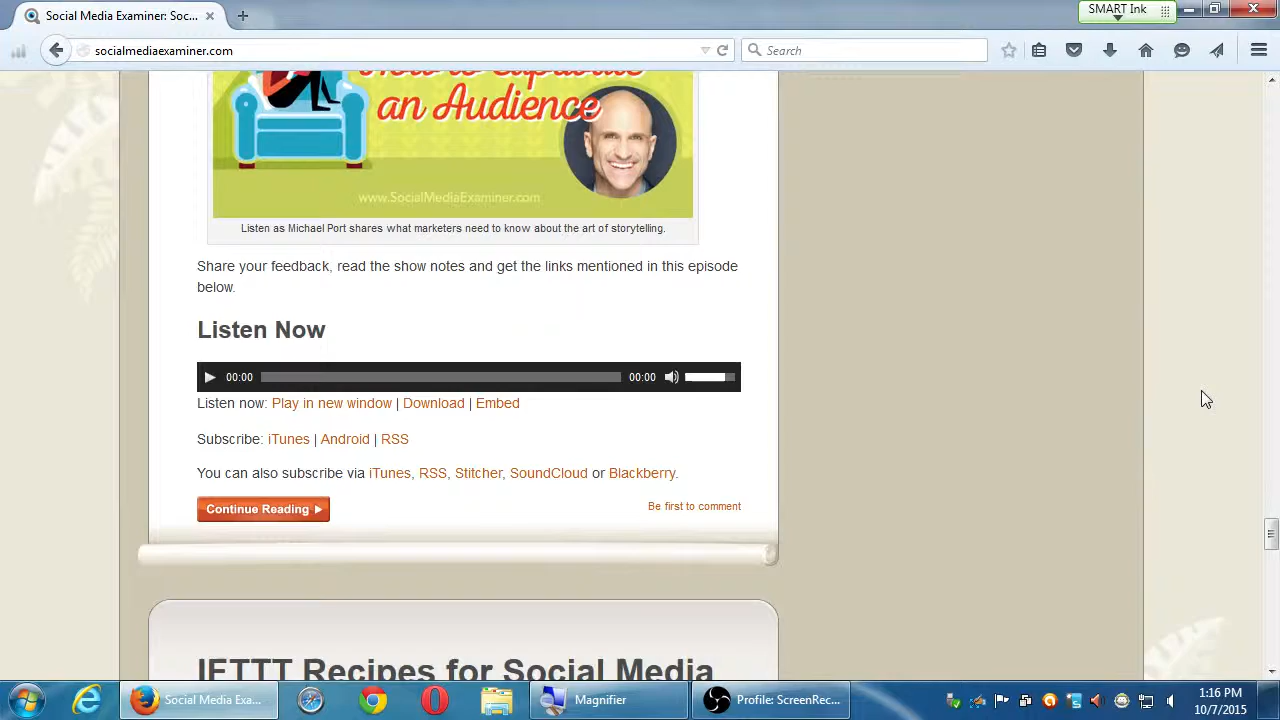 Social Media Examiner: Soc...
SMART Ink
socialmediaexaminer.com
Search
How to Captivate
an Audience
www.SocialMediaExaminer.com
Listen as Michael Port shares what marketers need to know about the art of storytelling.
Share your feedback, read the show notes and get the links mentioned in this episode
below.
Listen Now
00:00 00:00
Listen now: Play in new window | Download | Embed
Subscribe: iTunes | Android | RSS
You can also subscribe via iTunes, RSS, Stitcher, SoundCloud or Blackberry.
Continue Reading
Be first to comment
IFTTT Recipes for Social Media
Social Media Exa...
Magnifier
Profile: ScreenRec...
1:16 PM
10/7/2015